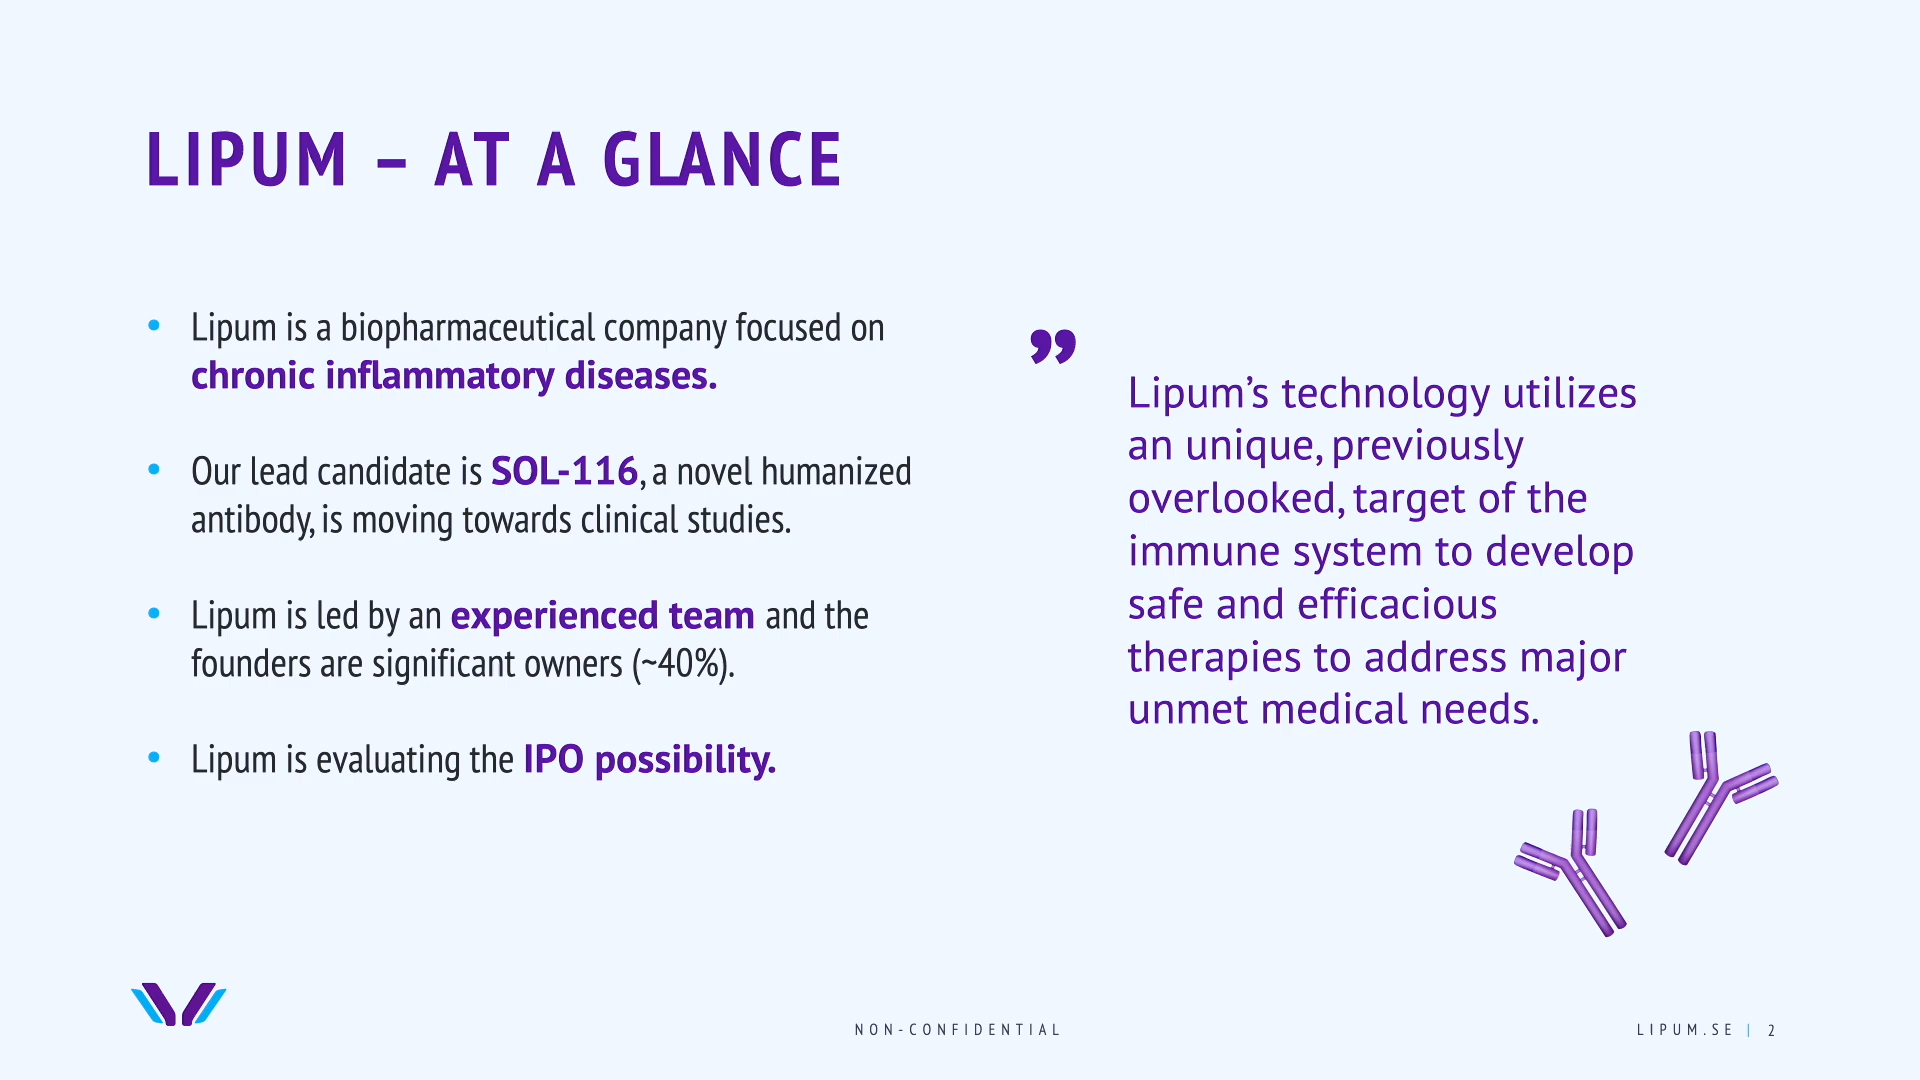 LIPUM – AT A GLANCE
• Lipum is a biopharmaceutical company focused on
chronic inflammatory diseases.
• Our lead candidate is SOL-116, a novel humanized
antibody, is moving towards clinical studies.
• Lipum is led by an experienced team and the
founders are significant owners (~40%).
• Lipum is evaluating the IPO possibility.
”
Lipum’s technology utilizes
an unique, previously
overlooked, target of the
immune system to develop
safe and efficacious
therapies to address major
unmet medical needs.
NON-CONFIDENTIAL
LIPUM.SE | 2